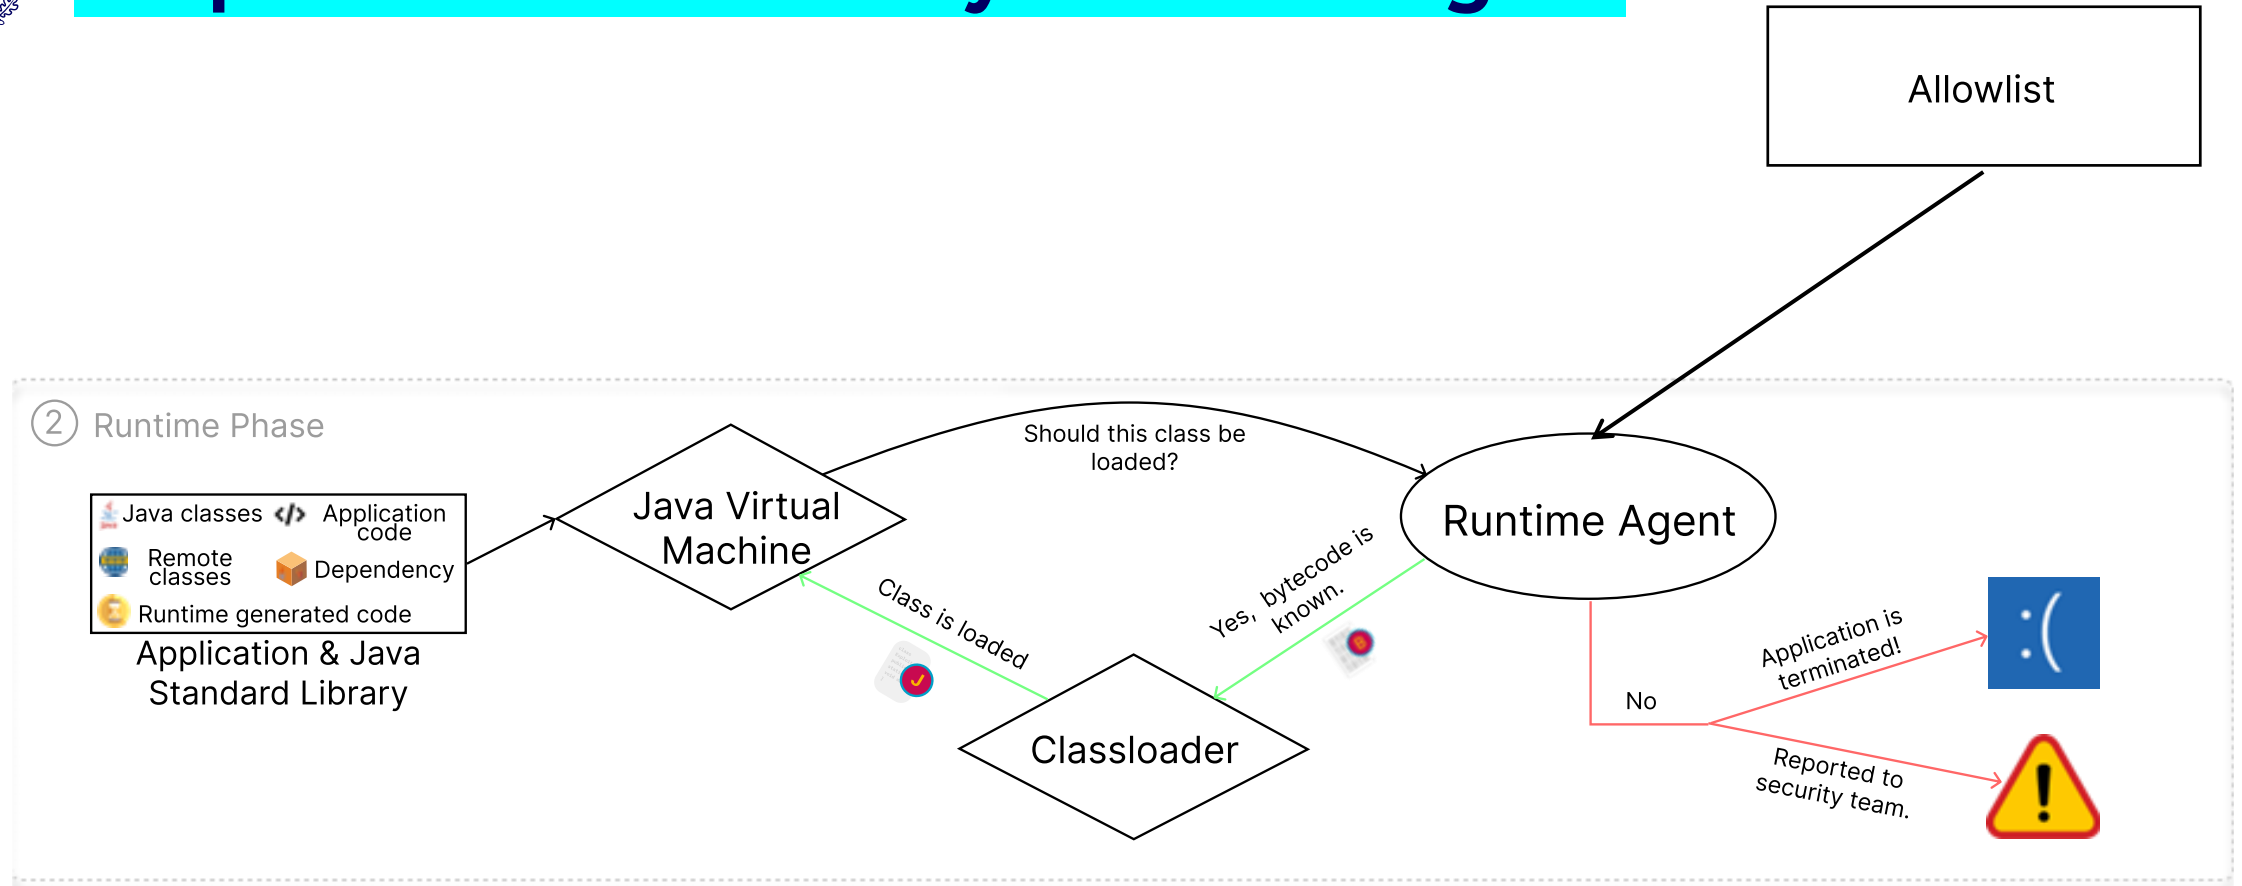 Allowlist
2 Runtime Phase
Should this class be
loaded?
Java Virtual
Machine
Runtime Agent
Java classes
</> Application
code
Remote
classes
Dependency
Runtime generated code
Application & Java
Standard Library
Class is loaded
Yes, bytecode is
known.
B
Classloader
No
Application is
terminated!
:(
Reported to
security team.
!